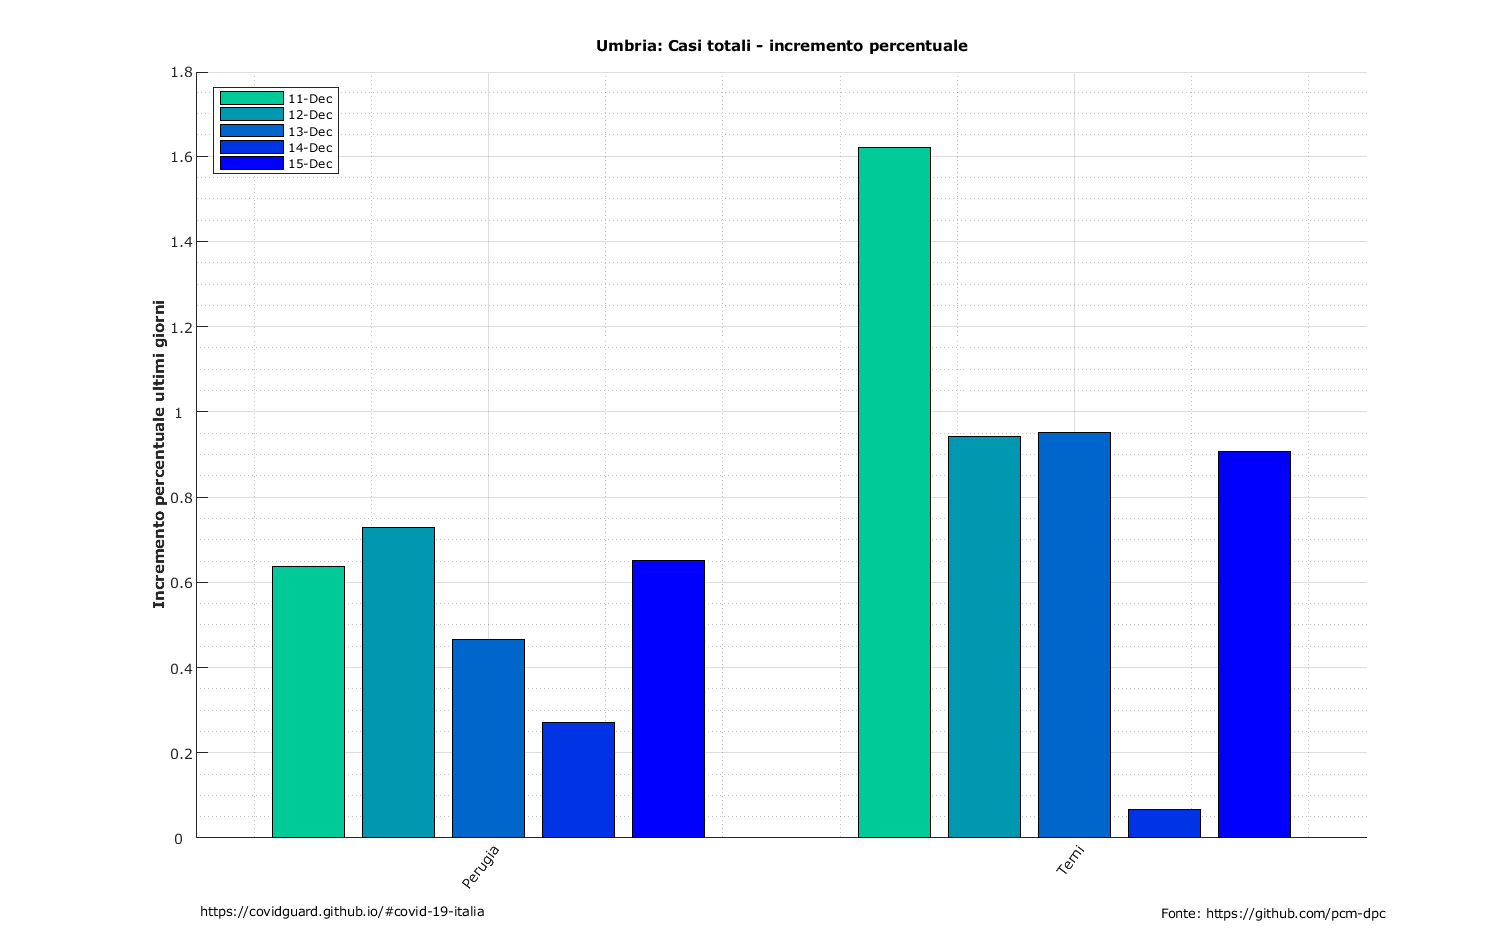 Umbria: Casi totali - incremento percentuale
Incremento percentuale ultimi giorni
1.8
1.6
1.4
1.2
1
0.8
0.6
0.4
0.2
0
11-Dec
12-Dec
13-Dec
14-Dec
15-Dec
Perugia
Terni
https://covidguard.github.io/#covid-19-italia
Fonte: https://github.com/pcm-dpc